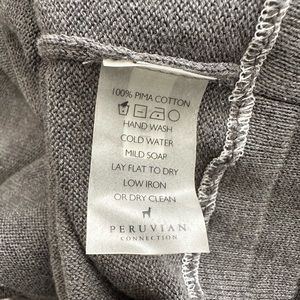 100% PIMA COTTON
HAND WASH
COLD WATER
MILD SOAP
LAY FLAT TO DRY
LOW IRON
OR DRY CLEAN
PERUVIAN
CONNECTION